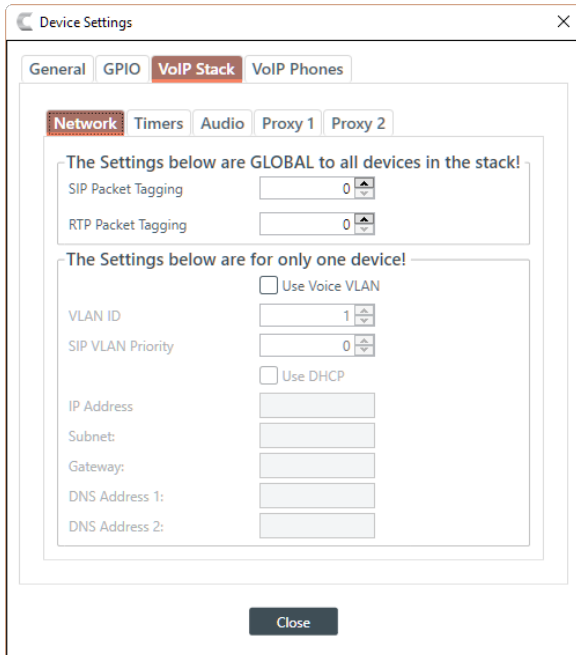 Device Settings
General GPIO VoIP Stack VoIP Phones
Network Timers Audio Proxy 1 Proxy 2
The Settings below are GLOBAL to all devices in the stack!
SIP Packet Tagging 0
RTP Packet Tagging 0
The Settings below are for only one device!
Use Voice VLAN
VLAN ID 1
SIP VLAN Priority 0
Use DHCP
IP Address
Subnet:
Gateway:
DNS Address 1:
DNS Address 2:
Close